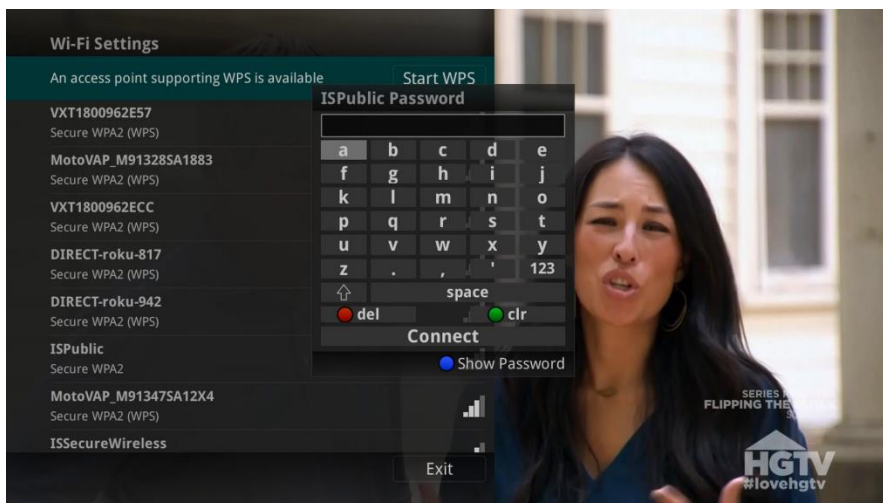 Wi-Fi Settings
An access point supporting WPS is available
Start WPS
VXT1800962E57
Secure WPA2 (WPS)
MotoVAP_M91328SA1883
Secure WPA2 (WPS)
VXT1800962ECC
Secure WPA2 (WPS)
DIRECT-roku-817
Secure WPA2 (WPS)
DIRECT-roku-942
Secure WPA2 (WPS)
ISPublic
Secure WPA2
MotoVAP_M91347SA12X4
Secure WPA2 (WPS)
ISSecureWireless
Exit
ISPublic Password
a b c d e
f g h i j
k l m n o
p q r s t
u v w x y
z . , ' 123
space
del clr
Connect
Show Password
SERIES
FLIPPING THE
HGTV
#lovehgtv